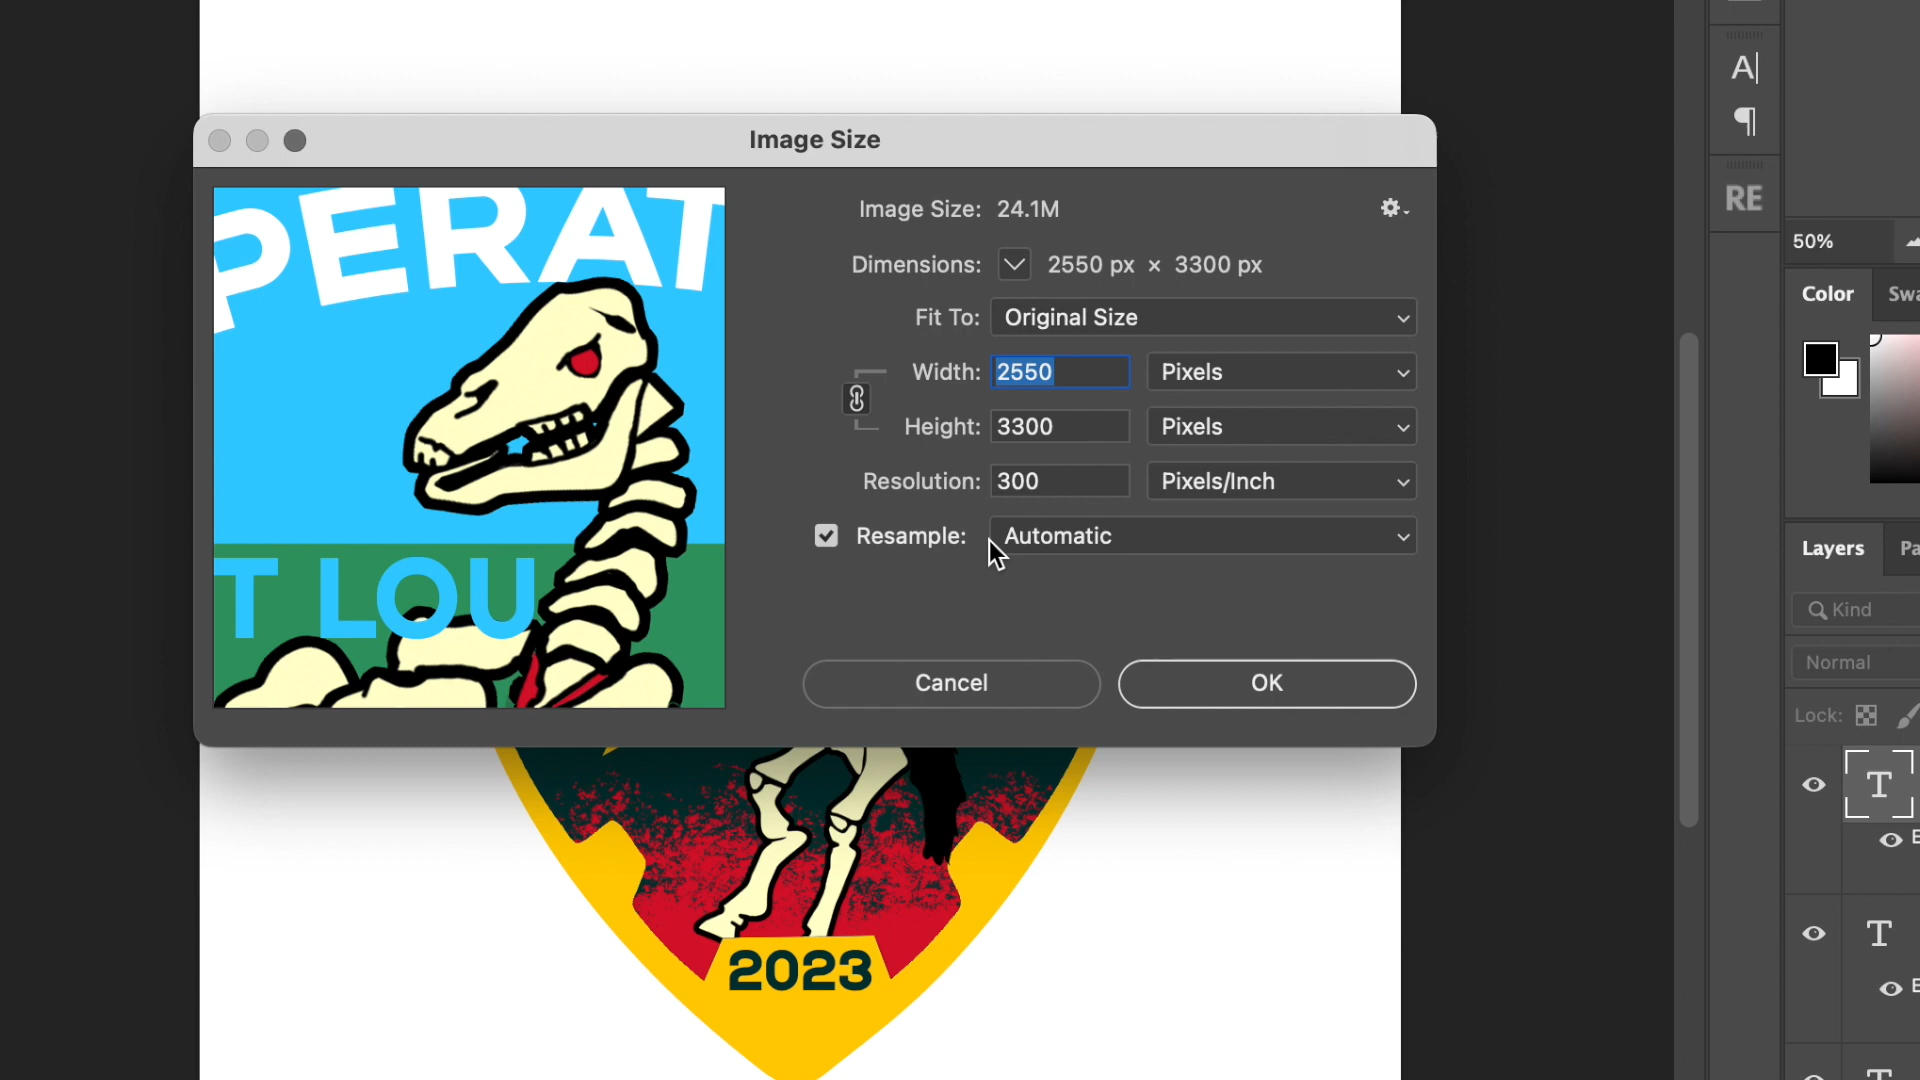 Image Size
Image Size: 24.1M
Dimensions: 2550 px × 3300 px
Fit To: Original Size
Width: 2550 Pixels
Height: 3300 Pixels
Resolution: 300 Pixels/Inch
Resample: Automatic
Cancel OK
PERAT
T LOU
2023
A
¶
RE
50%
Color Swa
Layers Pa
Kind
Normal
Lock:
T
E
T
E
T